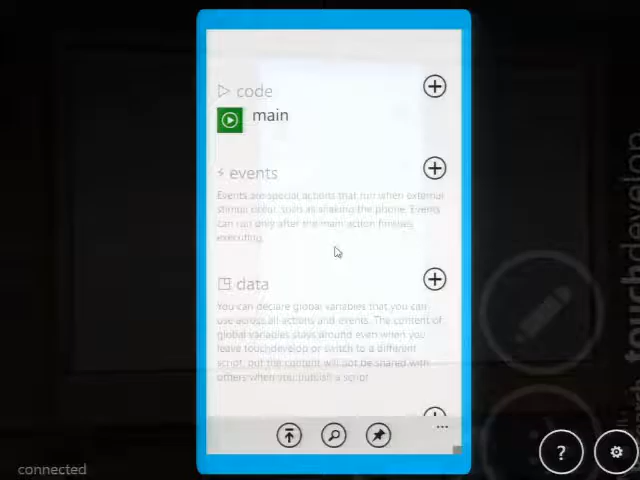 code
main
events
Events are special actions that run when external
stimuli occur, such as shaking the phone. Events
can run only after the main action finishes
executing.
data
You can declare global variables that you can
use across all actions and events. The content of
global variables stays around even when you
leave touchdevelop or switch to a different
script, but the content will not be shared with
others when you publish a script.
...
?
connected
touchdevelop